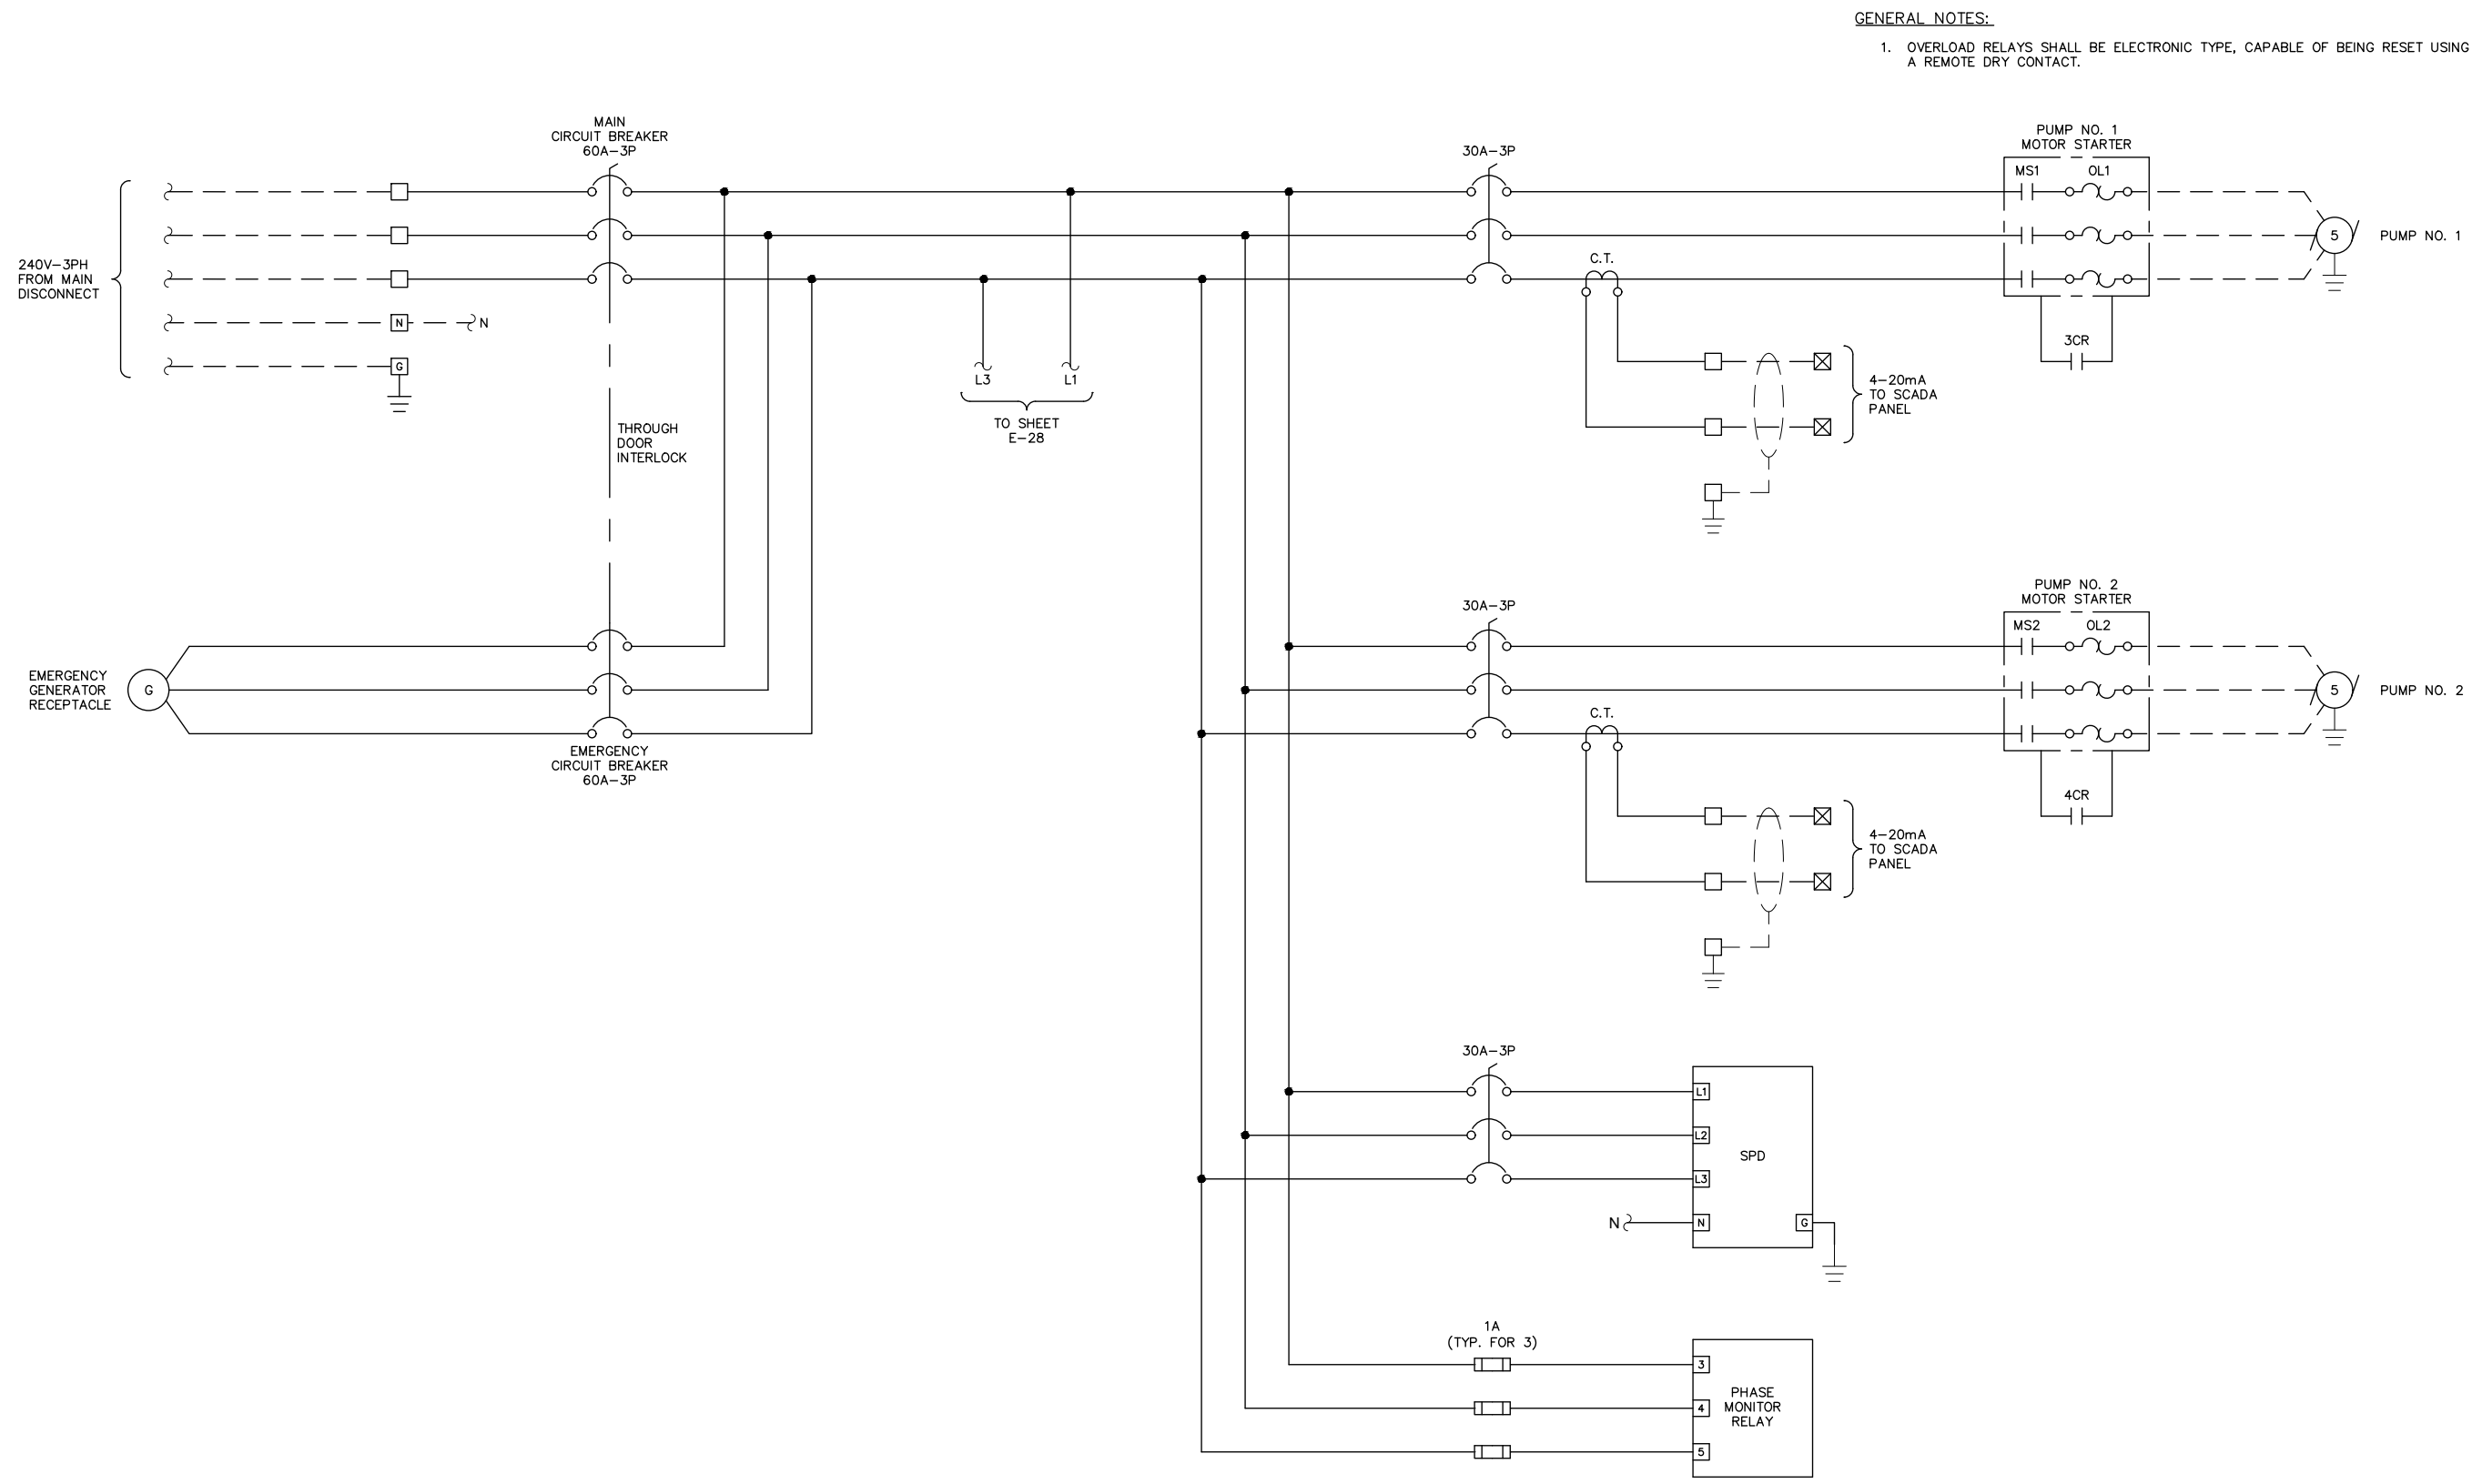 GENERAL NOTES:
1. OVERLOAD RELAYS SHALL BE ELECTRONIC TYPE, CAPABLE OF BEING RESET USING
A REMOTE DRY CONTACT.
MAIN
CIRCUIT BREAKER
60A-3P
30A-3P
PUMP NO. 1
MOTOR STARTER
MS1
OL1
5
PUMP NO. 1
240V-3PH
FROM MAIN
DISCONNECT
N
N
G
C.T.
3CR
L3
L1
TO SHEET
E-28
4-20mA
TO SCADA
PANEL
THROUGH
DOOR
INTERLOCK
30A-3P
PUMP NO. 2
MOTOR STARTER
MS2
OL2
5
PUMP NO. 2
EMERGENCY
GENERATOR
RECEPTACLE
G
C.T.
EMERGENCY
CIRCUIT BREAKER
60A-3P
4CR
4-20mA
TO SCADA
PANEL
30A-3P
L1
L2
SPD
L3
N
N
G
1A
(TYP. FOR 3)
3
4
5
PHASE
MONITOR
RELAY